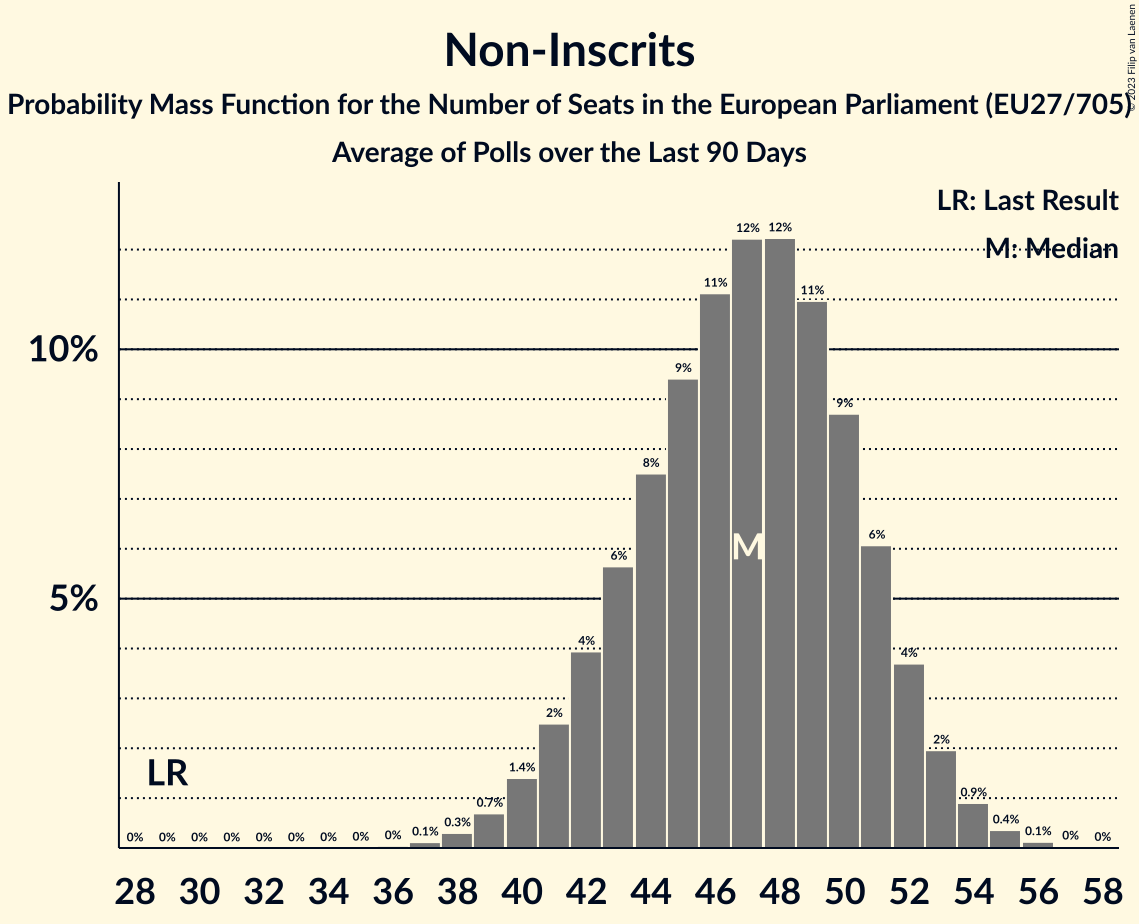 © 2023 Filip van Laenen
Non-Inscrits
Probability Mass Function for the Number of Seats in the European Parliament (EU27/705)
Average of Polls over the Last 90 Days
LR: Last Result
M: Median
10%
5%
0% 0% 0% 0% 0% 0% 0% 0% 0% 0.1% 0.3% 0.7% 1.4% 2% 4% 6% 8% 9% 11% 12% 12% 11% 9% 6% 4% 2% 0.9% 0.4% 0.1% 0% 0%
M
LR
28 30 32 34 36 38 40 42 44 46 48 50 52 54 56 58